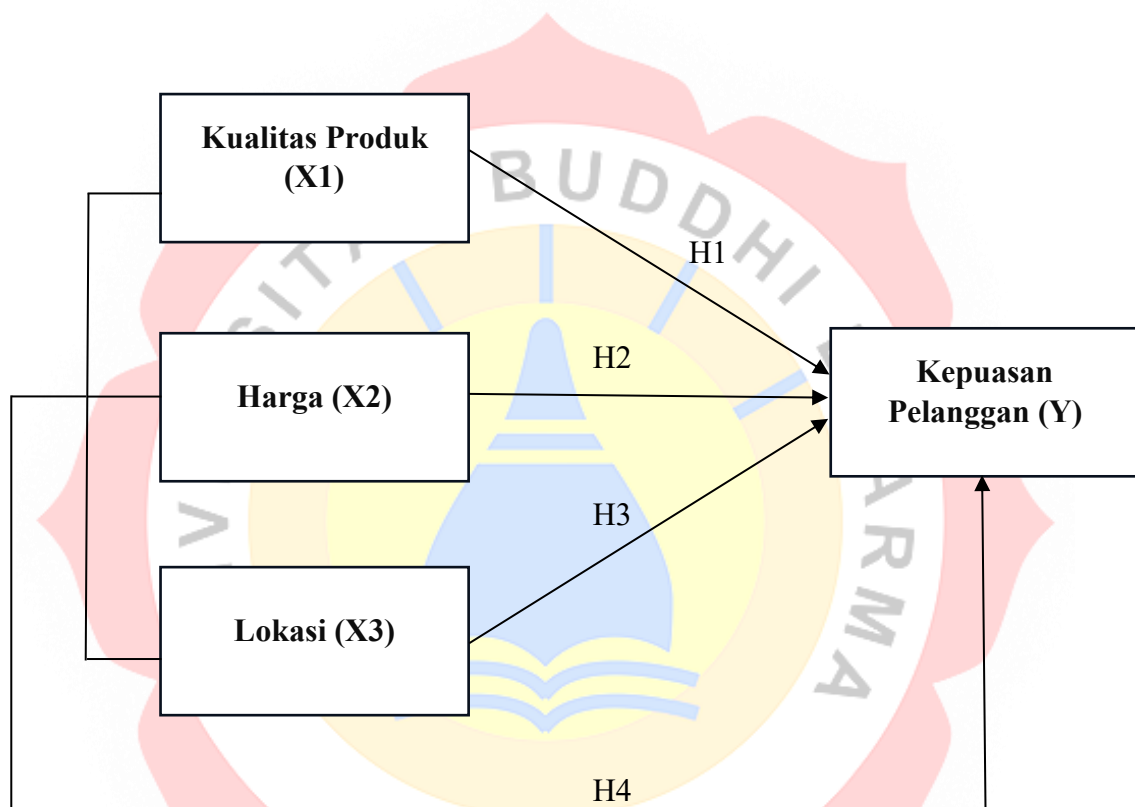 Kualitas Produk
(X1)
BUDDHI
H1
H2
Harga (X2)
Kepuasan
Pelanggan (Y)
H3
Lokasi (X3)
H4